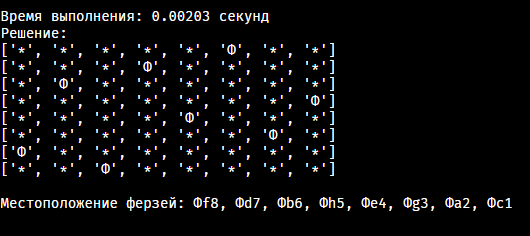 Время выполнения: 0.00203 секунд
Решение:
['*', '*', '*', '*', '*', 'Ф', '*', '*']
['*', '*', '*', 'Ф', '*', '*', '*', '*']
['*', 'Ф', '*', '*', '*', '*', '*', '*']
['*', '*', '*', '*', '*', '*', '*', 'Ф']
['*', '*', '*', '*', 'Ф', '*', '*', '*']
['*', '*', '*', '*', '*', '*', 'Ф', '*']
['Ф', '*', '*', '*', '*', '*', '*', '*']
['*', '*', 'Ф', '*', '*', '*', '*', '*']
Местоположение ферзей: Фf8, Фd7, Фb6, Фh5, Фe4, Фg3, Фa2, Фc1